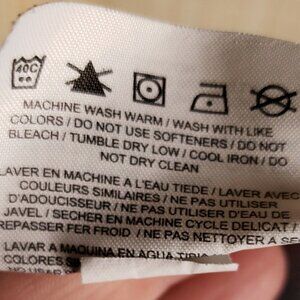 40C
MACHINE WASH WARM / WASH WITH LIKE
COLORS / DO NOT USE SOFTENERS / DO NOT
BLEACH / TUMBLE DRY LOW / COOL IRON / DO
NOT DRY CLEAN
LAVER EN MACHINE A L'EAU TIEDE / LAVER AVEC
COULEURS SIMILAIRES / NE PAS UTILISER
D'ADOUCISSEUR / NE PAS UTILISER EAU DE
JAVEL / SECHER EN MACHINE CYCLE DELICAT /
REPASSER FER FROID / NE PAS NETTOYER A SE
LAVAR A MAQUINA EN AGUA
COLORES